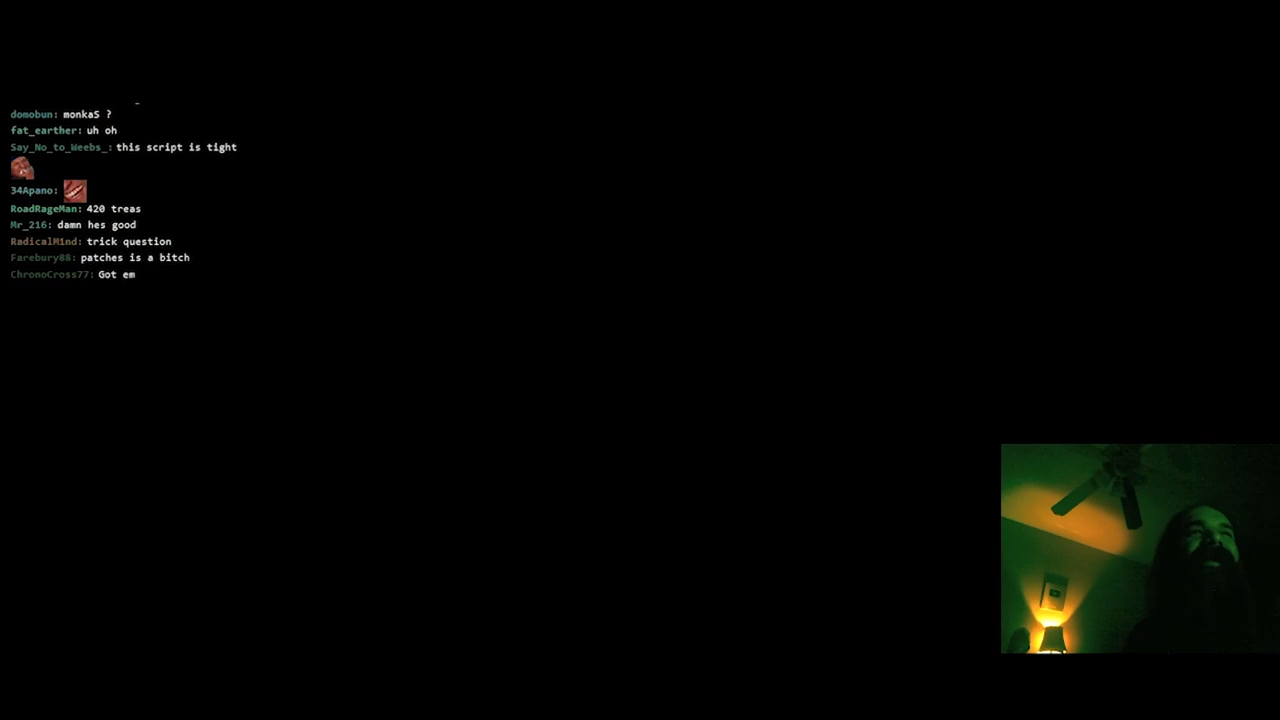 domobun: monkaS ?
fat_earther: uh oh
Say_No_to_Weebs_: this script is tight
34Apano:
RoadRageMan: 420 treas
Mr_216: damn hes good
RadicalM1nd: trick question
Farebury88: patches is a bitch
ChronoCross77: Got em